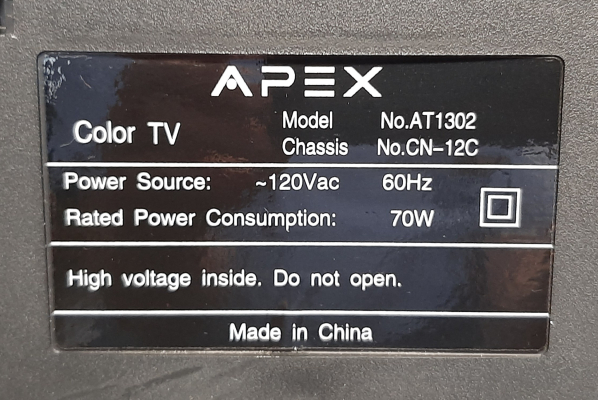 APEX
Color TV
Model No.AT1302
Chassis No.CN-12C
Power Source: ~120Vac 60Hz
Rated Power Consumption: 70W
High voltage inside. Do not open.
Made in China